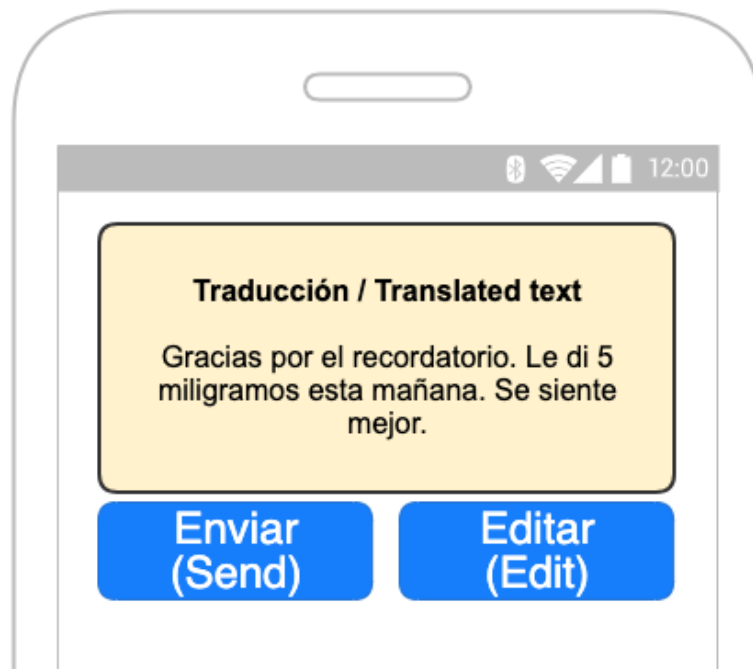 12:00
Traducción / Translated text
Gracias por el recordatorio. Le di 5
miligramos esta mañana. Se siente
mejor.
Enviar
(Send)
Editar
(Edit)